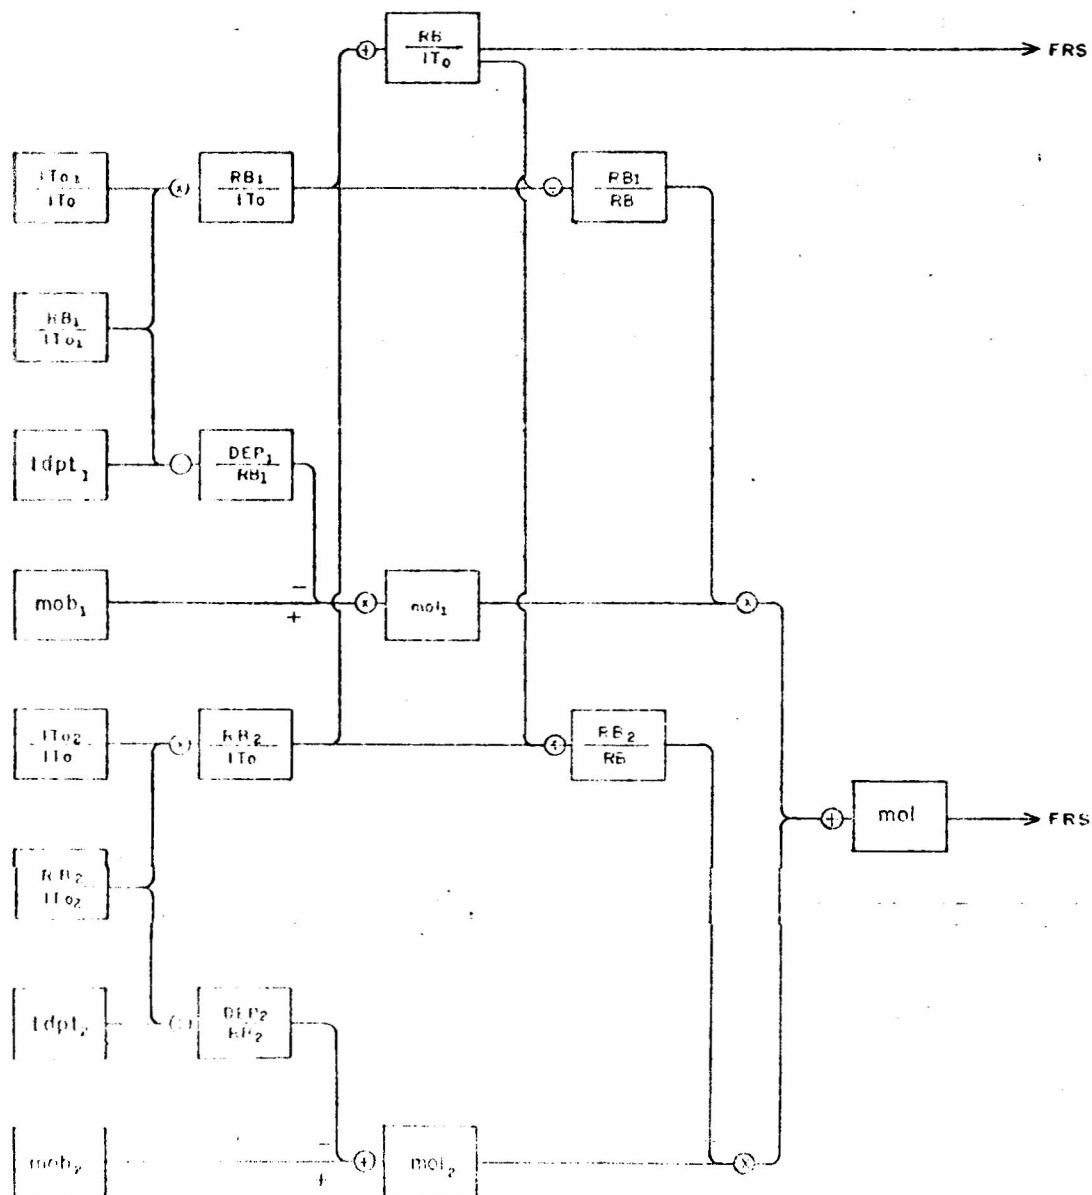 RB
ITo
FRS
ITo1
ITo
RB1
ITo
RB1
RB
RB1
ITo1
tdpt1
DEP1
RB1
−
mob1
+
mol1
ITo2
ITo
RB2
ITo
RB2
RB
mol
FRS
RB2
ITo2
tdpt2
DEP2
RB2
−
mob2
+
mol2